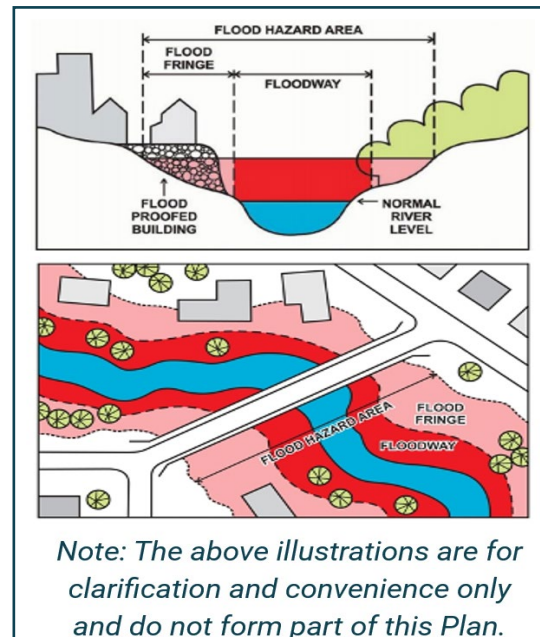 FLOOD HAZARD AREA
FLOOD
FRINGE
FLOODWAY
FLOOD
PROOFED
BUILDING
NORMAL
RIVER
LEVEL
FLOOD HAZARD AREA
FLOOD
FRINGE
FLOODWAY
Note: The above illustrations are for
clarification and convenience only
and do not form part of this Plan.